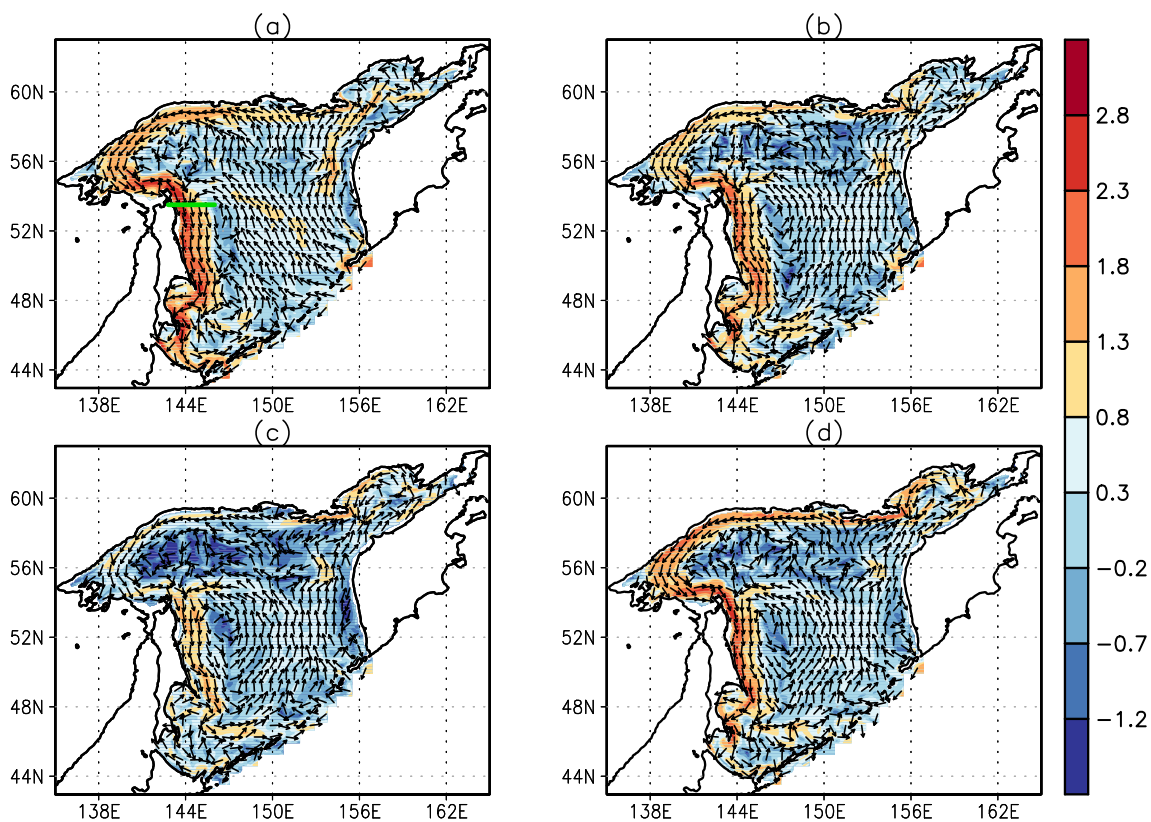 (a) (b)
60N 60N
56N 56N
52N 52N
48N 48N
44N 44N
138E 144E 150E 156E 162E 138E 144E 150E 156E 162E
(c) (d)
60N 60N
56N 56N
52N 52N
48N 48N
44N 44N
138E 144E 150E 156E 162E 138E 144E 150E 156E 162E
2.8
2.3
1.8
1.3
0.8
0.3
−0.2
−0.7
−1.2